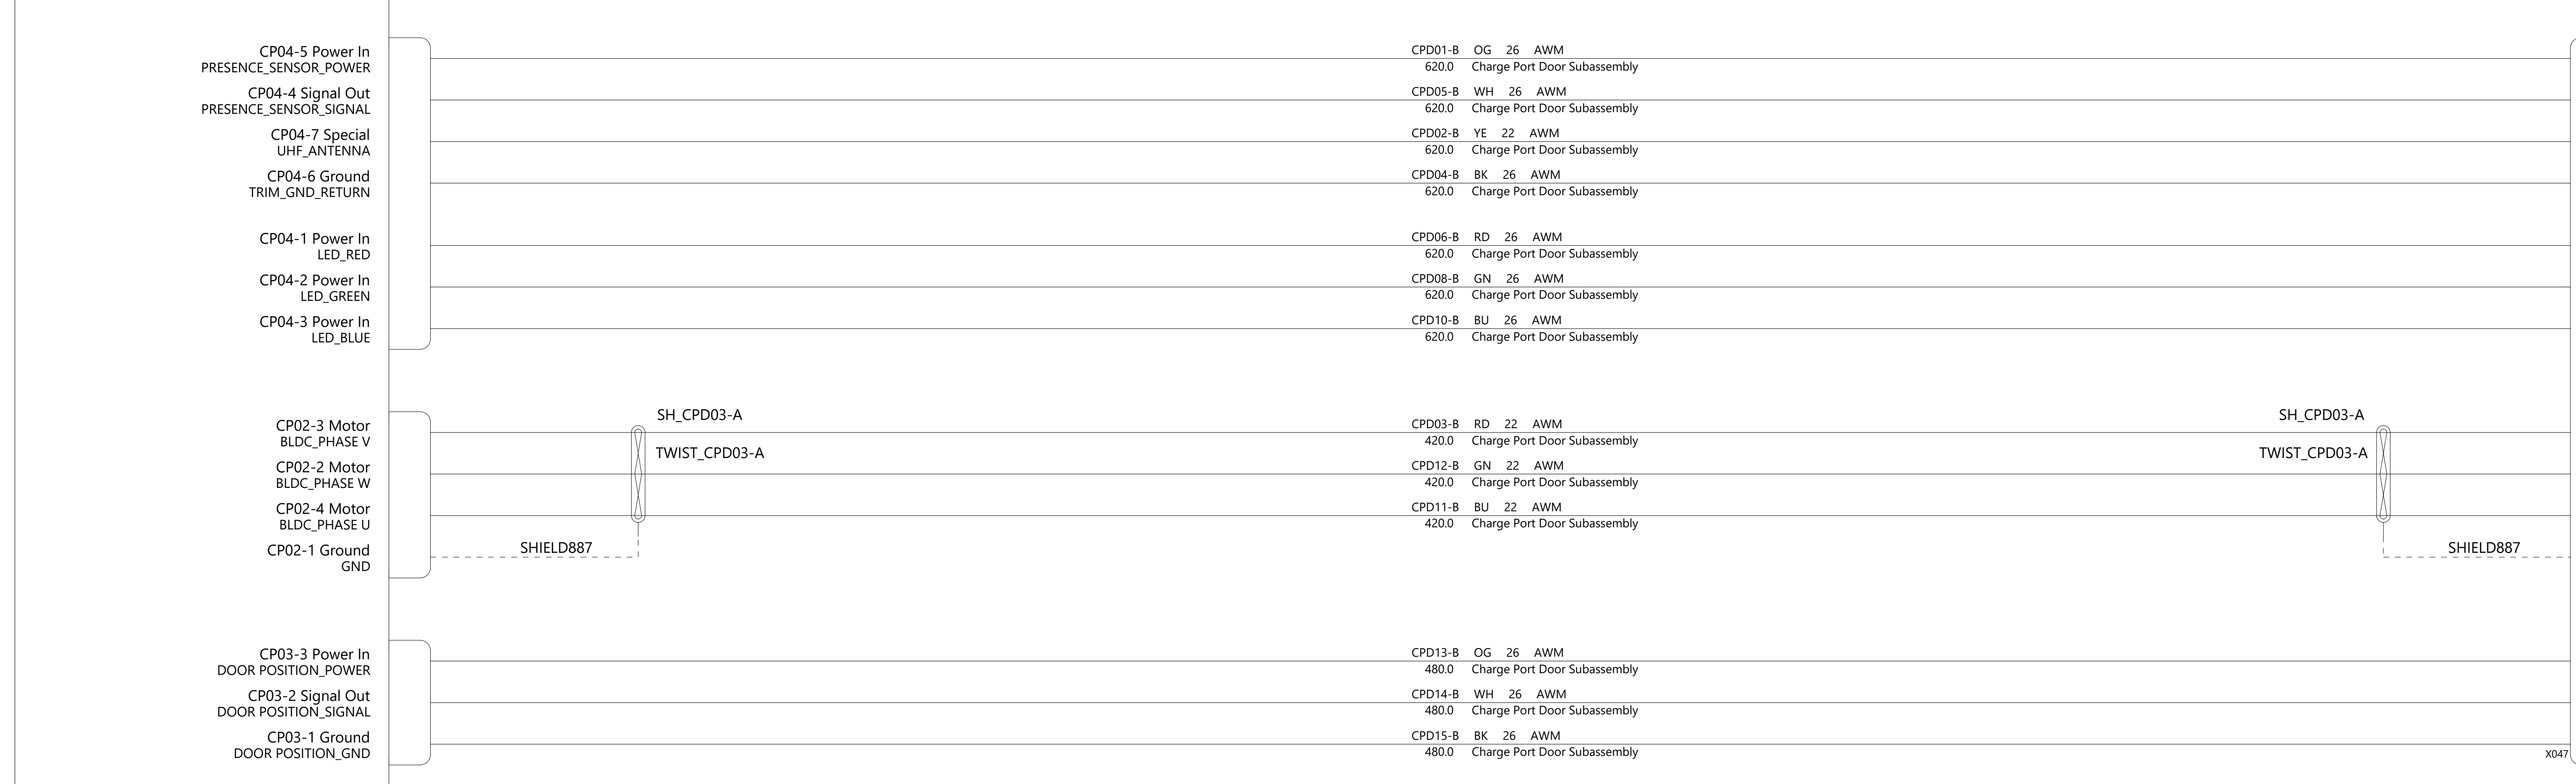 CP04-5 Power In
PRESENCE_SENSOR_POWER
CPD01-B OG 26 AWM
620.0 Charge Port Door Subassembly
CP04-4 Signal Out
PRESENCE_SENSOR_SIGNAL
CPD05-B WH 26 AWM
620.0 Charge Port Door Subassembly
CP04-7 Special
UHF_ANTENNA
CPD02-B YE 22 AWM
620.0 Charge Port Door Subassembly
CP04-6 Ground
TRIM_GND_RETURN
CPD04-B BK 26 AWM
620.0 Charge Port Door Subassembly
CP04-1 Power In
LED_RED
CPD06-B RD 26 AWM
620.0 Charge Port Door Subassembly
CP04-2 Power In
LED_GREEN
CPD08-B GN 26 AWM
620.0 Charge Port Door Subassembly
CP04-3 Power In
LED_BLUE
CPD10-B BU 26 AWM
620.0 Charge Port Door Subassembly
SH_CPD03-A
SH_CPD03-A
CP02-3 Motor
BLDC_PHASE V
CPD03-B RD 22 AWM
420.0 Charge Port Door Subassembly
TWIST_CPD03-A
TWIST_CPD03-A
CP02-2 Motor
BLDC_PHASE W
CPD12-B GN 22 AWM
420.0 Charge Port Door Subassembly
CP02-4 Motor
BLDC_PHASE U
CPD11-B BU 22 AWM
420.0 Charge Port Door Subassembly
CP02-1 Ground
GND
SHIELD887
SHIELD887
CP03-3 Power In
DOOR POSITION_POWER
CPD13-B OG 26 AWM
480.0 Charge Port Door Subassembly
CP03-2 Signal Out
DOOR POSITION_SIGNAL
CPD14-B WH 26 AWM
480.0 Charge Port Door Subassembly
CP03-1 Ground
DOOR POSITION_GND
CPD15-B BK 26 AWM
480.0 Charge Port Door Subassembly
X047